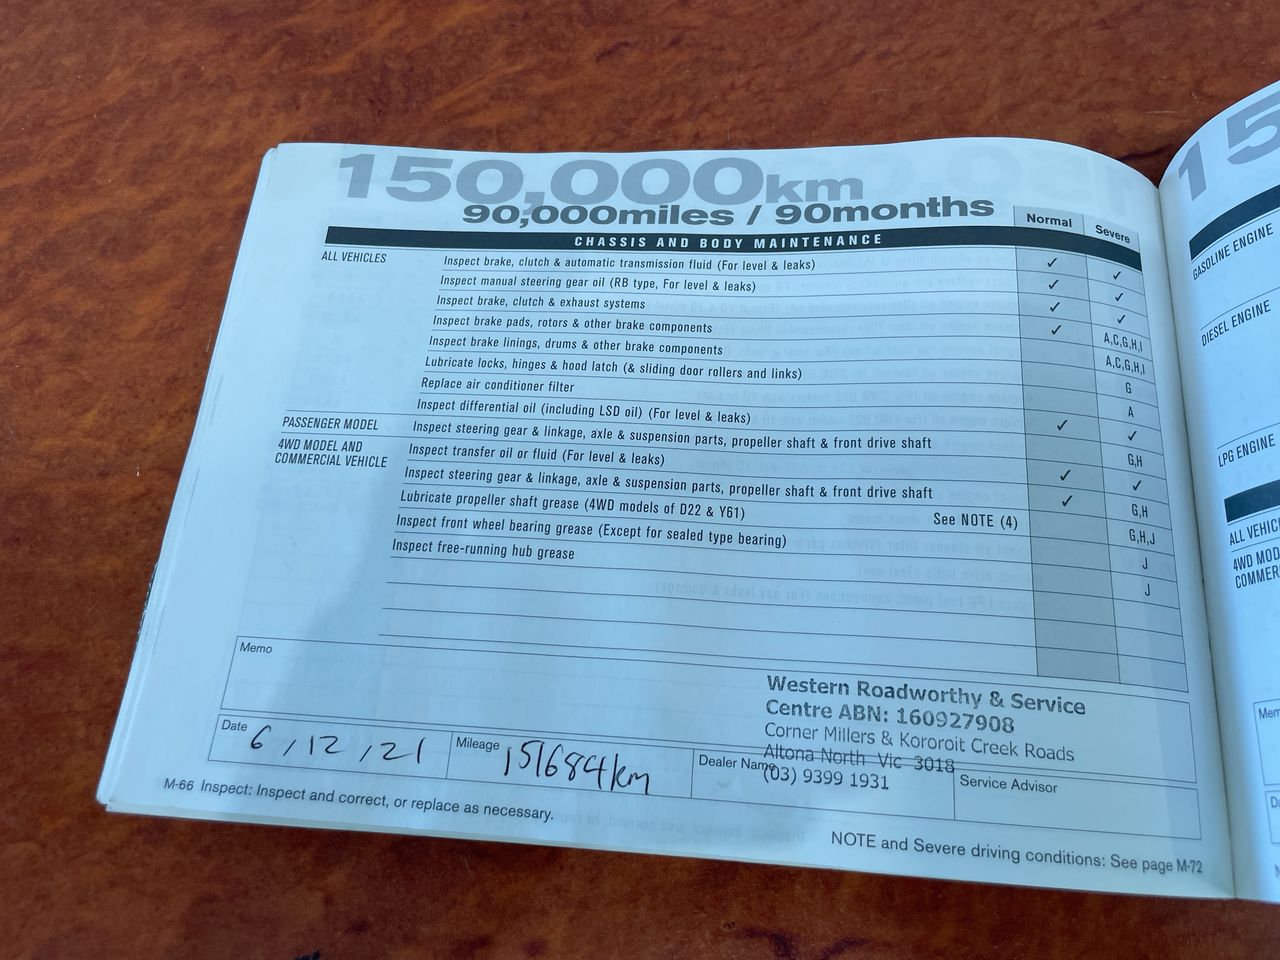 150,000km
90,000miles / 90months
Normal Severe
CHASSIS AND BODY MAINTENANCE
ALL VEHICLES Inspect brake, clutch & automatic transmission fluid (For level & leaks) ✓ ✓
Inspect manual steering gear oil (RB type, For level & leaks) ✓ ✓
Inspect brake, clutch & exhaust systems ✓ ✓
Inspect brake pads, rotors & other brake components ✓ A,C,G,H,I
Inspect brake linings, drums & other brake components A,C,G,H,I
Lubricate locks, hinges & hood latch (& sliding door rollers and links) G
Replace air conditioner filter A
Inspect differential oil (including LSD oil) (For level & leaks) ✓ ✓
PASSENGER MODEL Inspect steering gear & linkage, axle & suspension parts, propeller shaft & front drive shaft G,H
4WD MODEL AND Inspect transfer oil or fluid (For level & leaks) ✓ ✓
COMMERCIAL VEHICLE Inspect steering gear & linkage, axle & suspension parts, propeller shaft & front drive shaft ✓ G,H
Lubricate propeller shaft grease (4WD models of D22 & Y61) See NOTE (4) G,H,J
Inspect front wheel bearing grease (Except for sealed type bearing) J
Inspect free-running hub grease J
Memo
Western Roadworthy & Service
Centre ABN: 160927908
Corner Millers & Kororoit Creek Roads
Altona North Vic 3018
(03) 9399 1931
Date 6/12/21
Mileage 151684km
Dealer Name
Service Advisor
M-66 Inspect: Inspect and correct, or replace as necessary.
NOTE and Severe driving conditions: See page M-72
15
GASOLINE ENGINE
DIESEL ENGINE
LPG ENGINE
ALL VEHIC
4WD MOD
COMMER
Mem